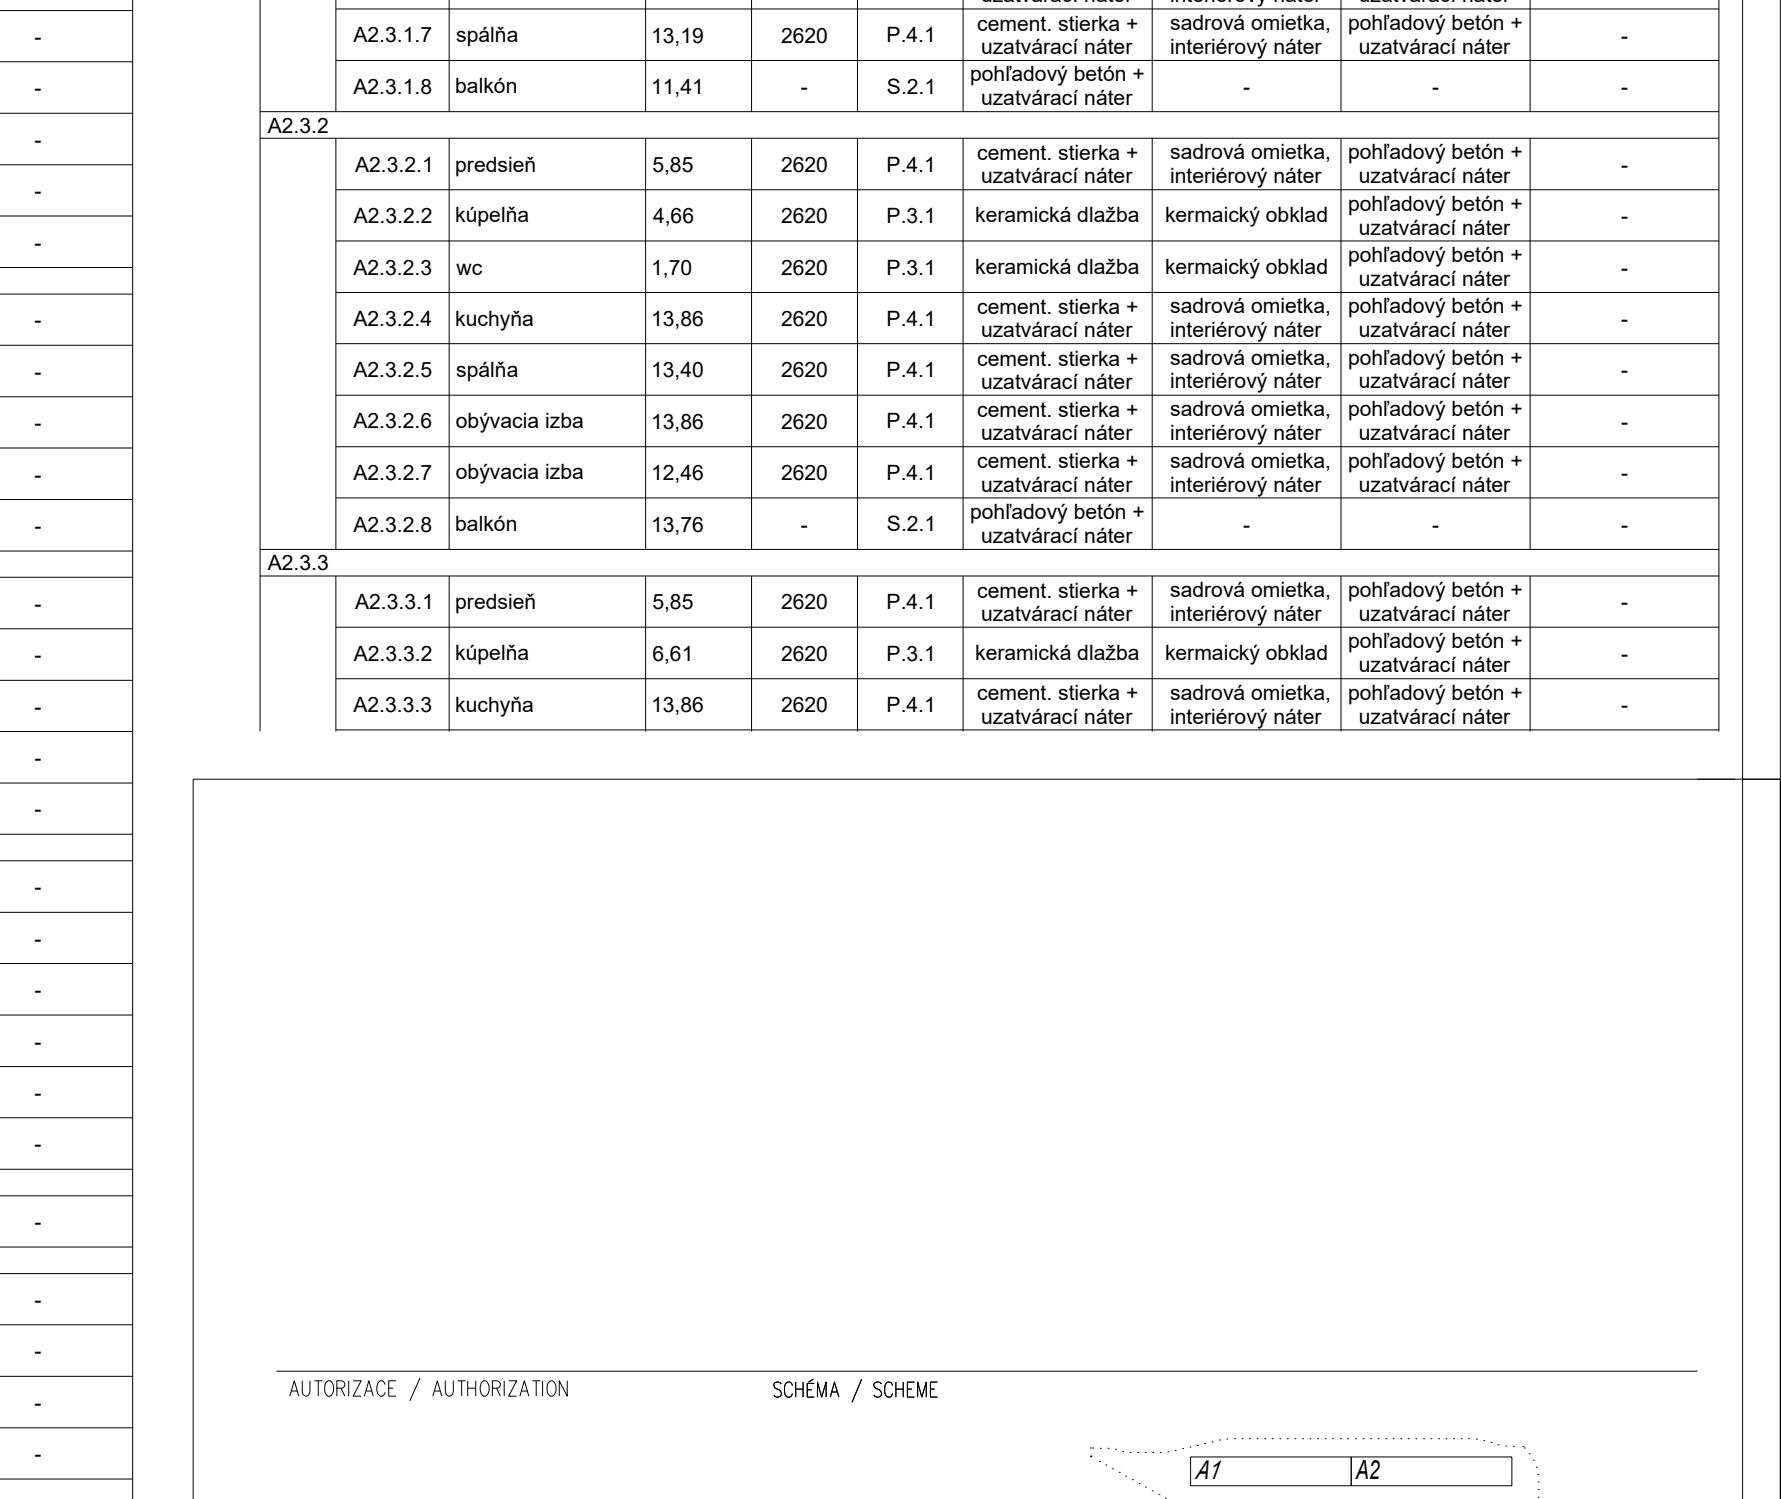 A2.3.1.7 spálňa 13,19 2620 P.4.1 cement. stierka + uzatvárací náter sadrová omietka, interiérový náter pohľadový betón + uzatvárací náter -
A2.3.1.8 balkón 11,41 - S.2.1 pohľadový betón + uzatvárací náter - - -
A2.3.2
A2.3.2.1 predsieň 5,85 2620 P.4.1 cement. stierka + uzatvárací náter sadrová omietka, interiérový náter pohľadový betón + uzatvárací náter -
A2.3.2.2 kúpelňa 4,66 2620 P.3.1 keramická dlažba kermaický obklad pohľadový betón + uzatvárací náter -
A2.3.2.3 wc 1,70 2620 P.3.1 keramická dlažba kermaický obklad pohľadový betón + uzatvárací náter -
A2.3.2.4 kuchyňa 13,86 2620 P.4.1 cement. stierka + uzatvárací náter sadrová omietka, interiérový náter pohľadový betón + uzatvárací náter -
A2.3.2.5 spálňa 13,40 2620 P.4.1 cement. stierka + uzatvárací náter sadrová omietka, interiérový náter pohľadový betón + uzatvárací náter -
A2.3.2.6 obývacia izba 13,86 2620 P.4.1 cement. stierka + uzatvárací náter sadrová omietka, interiérový náter pohľadový betón + uzatvárací náter -
A2.3.2.7 obývacia izba 12,46 2620 P.4.1 cement. stierka + uzatvárací náter sadrová omietka, interiérový náter pohľadový betón + uzatvárací náter -
A2.3.2.8 balkón 13,76 - S.2.1 pohľadový betón + uzatvárací náter - - -
A2.3.3
A2.3.3.1 predsieň 5,85 2620 P.4.1 cement. stierka + uzatvárací náter sadrová omietka, interiérový náter pohľadový betón + uzatvárací náter -
A2.3.3.2 kúpelňa 6,61 2620 P.3.1 keramická dlažba kermaický obklad pohľadový betón + uzatvárací náter -
A2.3.3.3 kuchyňa 13,86 2620 P.4.1 cement. stierka + uzatvárací náter sadrová omietka, interiérový náter pohľadový betón + uzatvárací náter -
AUTORIZACE / AUTHORIZATION
SCHÉMA / SCHEME
A1 A2